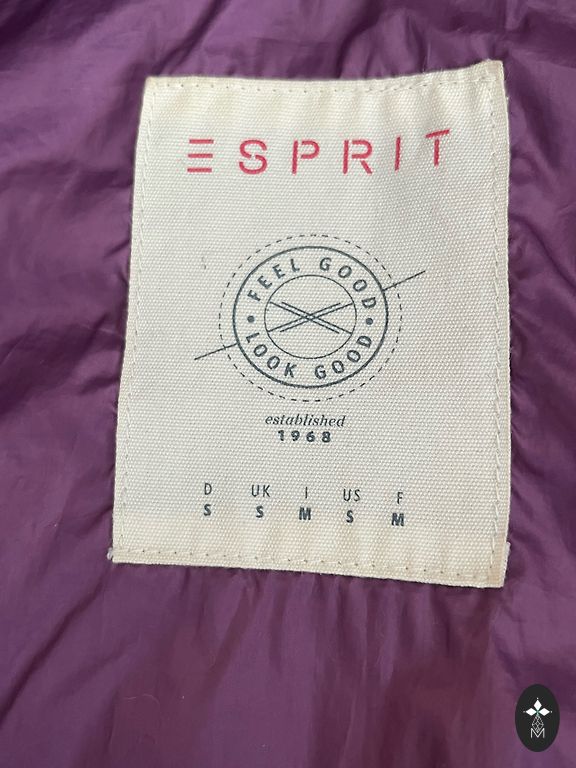 ESPRIT
• FEEL GOOD •
LOOK GOOD
established
1968
D UK I US F
S S M S M
M